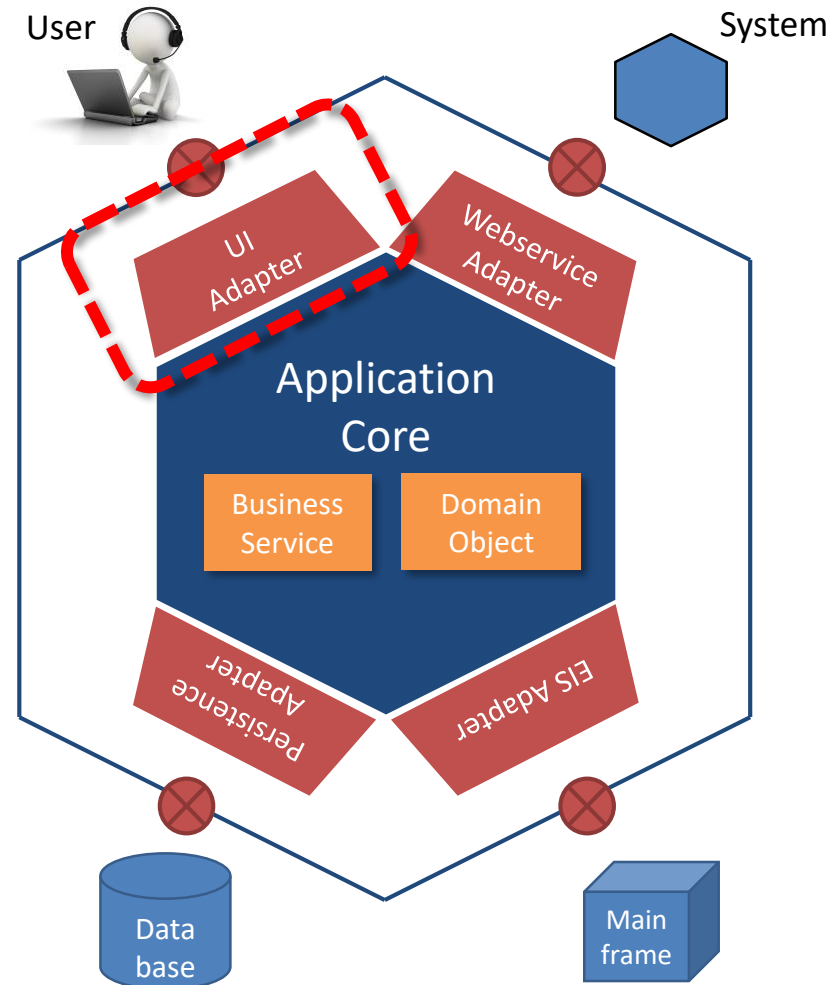 User
System
UI
Adapter
Webservice
Adapter
Application
Core
Business
Service
Domain
Object
Persistence
Apapter
EIS Adapter
Data
base
Main
frame